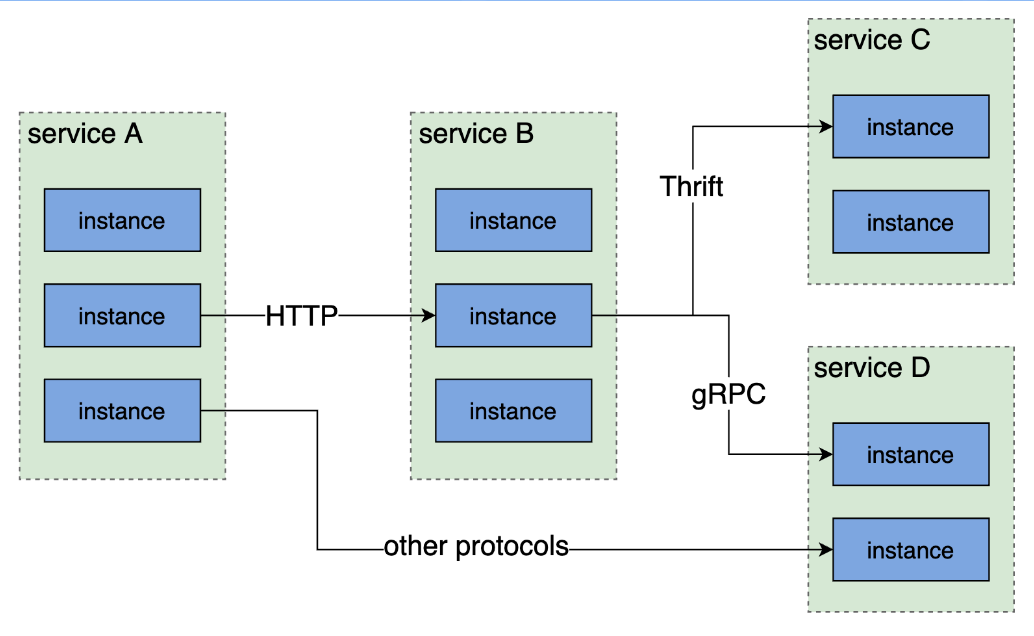 service A
instance
instance
instance
HTTP
service B
instance
instance
instance
Thrift
gRPC
other protocols
service C
instance
instance
service D
instance
instance